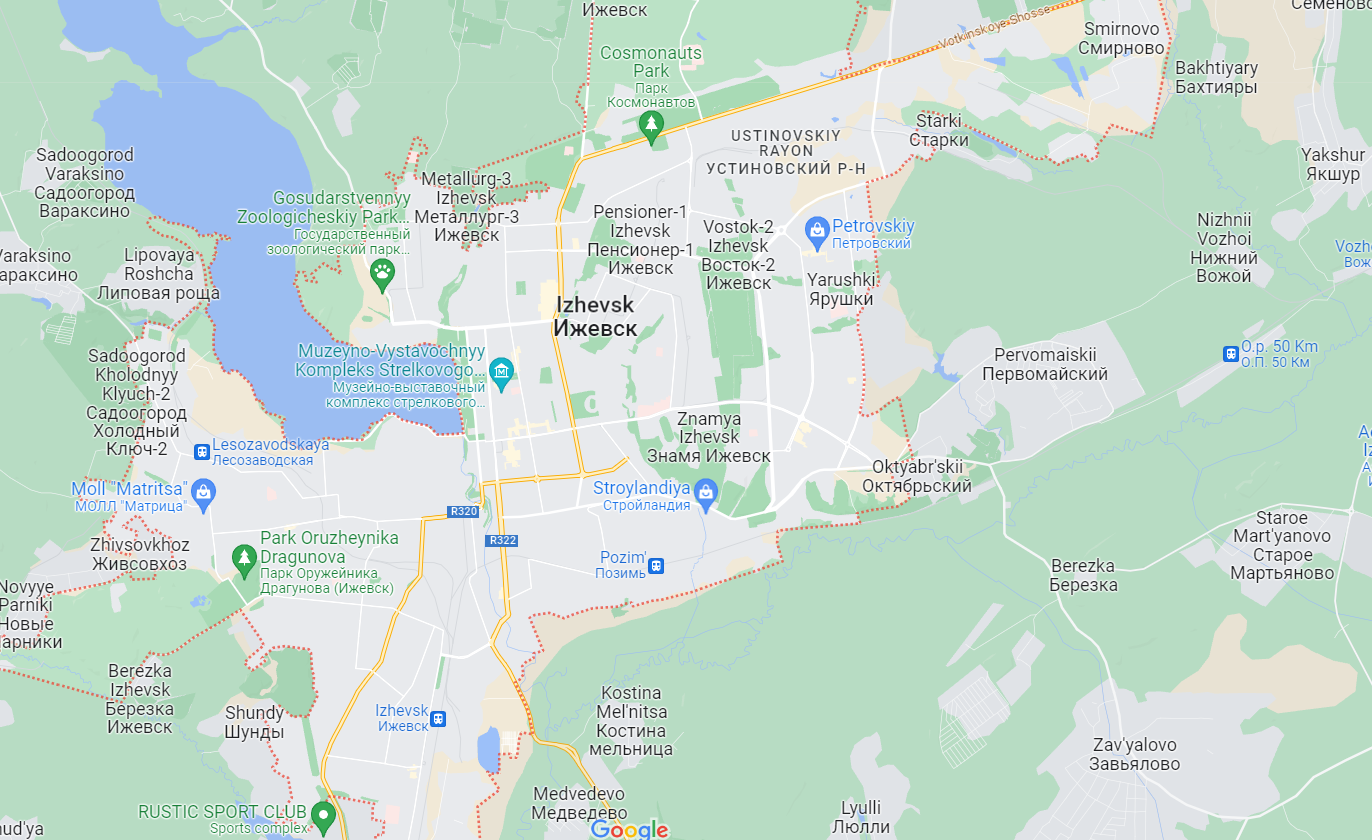 Ижевск
Семеново
Votkinskoye Shosse
Smirnovo
Смирново
Cosmonauts
Park
Парк
Космонавтов
Bakhtiyary
Бахтияры
Starki
Старки
USTINOVSKIY
RAYON
УСТИНОВСКИЙ Р-Н
Yakshur
Якшур
Sadoogorod
Varaksino
Садоогород
Вараксино
Metallurg-3
Izhevsk
Металлург-3
Ижевск
Gosudarstvennyy
Zoologicheskiy Park...
Государственный
зоологический парк...
Pensioner-1
Izhevsk
Пенсионер-1
Ижевск
Vostok-2
Izhevsk
Восток-2
Ижевск
Petrovskiy
Петровский
Nizhnii
Vozhoi
Нижний
Вожой
Varaksino
араксино
Lipovaya
Roshcha
Липовая роща
Yarushki
Ярушки
Izhevsk
Ижевск
Muzeyno-Vystavochnyy
Kompleks Strelkovogo...
Музейно-выставочный
комплекс стрелкового...
Sadoogorod
Kholodnyy
Klyuch-2
Садоогород
Холодный
Ключ-2
Pervomaiskii
Первомайский
O.p. 50 Km
О.П. 50 Км
Znamya
Izhevsk
Знамя Ижевск
Lesozavodskaya
Лесозаводская
Oktyabr'skii
Октябрьский
Moll "Matritsa"
МОЛЛ "Матрица"
Stroylandiya
Стройландия
R320
R322
Staroe
Mart'yanovo
Старое
Мартьяново
Zhivsovkhoz
Живсовхоз
Park Oruzheynika
Dragunova
Парк Оружейника
Драгунова (Ижевск)
Pozim'
Позимь
Berezka
Березка
Novyye
Parniki
Новые
парники
Berezka
Izhevsk
Березка
Ижевск
Shundy
Шунды
Izhevsk
Ижевск
Kostina
Mel'nitsa
Костина
мельница
Zav'yalovo
Завьялово
Medvedevo
Медведево
Lyulli
Люлли
RUSTIC SPORT CLUB
Sports complex
Google